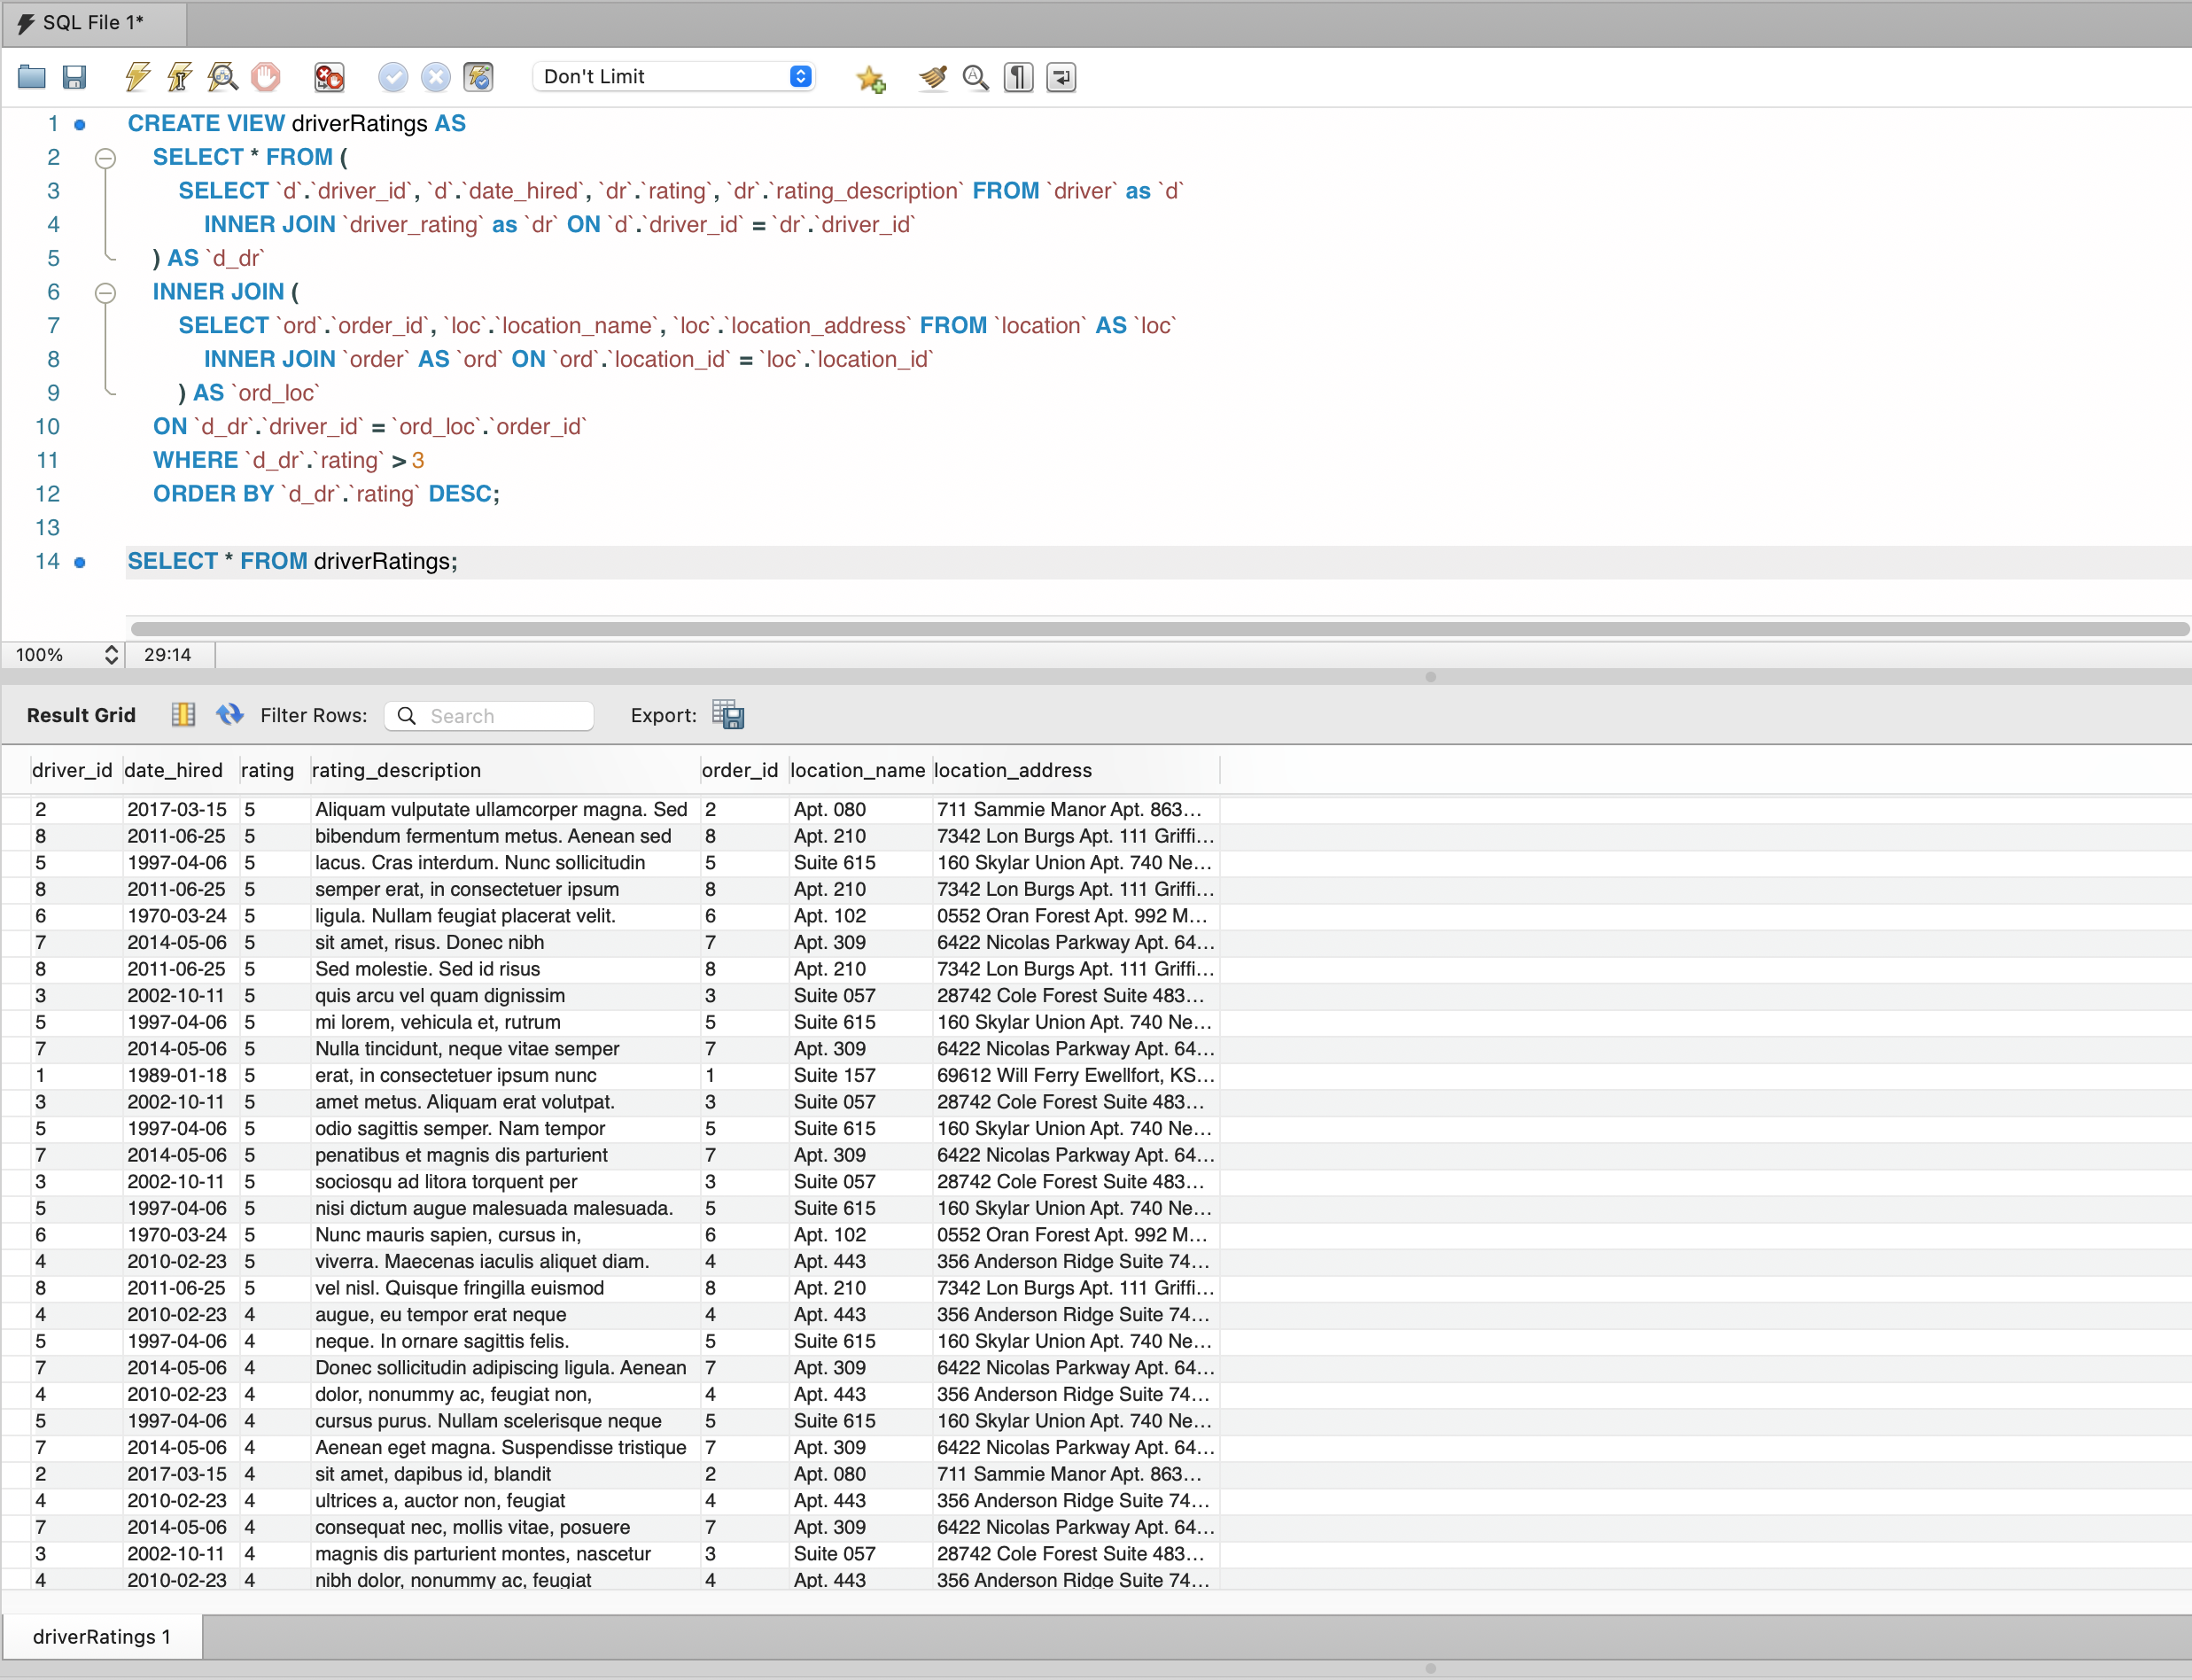 SQL File 1*
Don't Limit
1 CREATE VIEW driverRatings AS
2 SELECT * FROM (
3 SELECT `d`.`driver_id`, `d`.`date_hired`, `dr`.`rating`, `dr`.`rating_description` FROM `driver` as `d`
4 INNER JOIN `driver_rating` as `dr` ON `d`.`driver_id` = `dr`.`driver_id`
5 ) AS `d_dr`
6 INNER JOIN (
7 SELECT `ord`.`order_id`, `loc`.`location_name`, `loc`.`location_address` FROM `location` AS `loc`
8 INNER JOIN `order` AS `ord` ON `ord`.`location_id` = `loc`.`location_id`
9 ) AS `ord_loc`
10 ON `d_dr`.`driver_id` = `ord_loc`.`order_id`
11 WHERE `d_dr`.`rating` > 3
12 ORDER BY `d_dr`.`rating` DESC;
13
14 SELECT * FROM driverRatings;
100% 29:14
Result Grid Filter Rows: Search Export:
driver_id date_hired rating rating_description order_id location_name location_address
2 2017-03-15 5 Aliquam vulputate ullamcorper magna. Sed 2 Apt. 080 711 Sammie Manor Apt. 863...
8 2011-06-25 5 bibendum fermentum metus. Aenean sed 8 Apt. 210 7342 Lon Burgs Apt. 111 Griffi...
5 1997-04-06 5 lacus. Cras interdum. Nunc sollicitudin 5 Suite 615 160 Skylar Union Apt. 740 Ne...
8 2011-06-25 5 semper erat, in consectetuer ipsum 8 Apt. 210 7342 Lon Burgs Apt. 111 Griffi...
6 1970-03-24 5 ligula. Nullam feugiat placerat velit. 6 Apt. 102 0552 Oran Forest Apt. 992 M...
7 2014-05-06 5 sit amet, risus. Donec nibh 7 Apt. 309 6422 Nicolas Parkway Apt. 64...
8 2011-06-25 5 Sed molestie. Sed id risus 8 Apt. 210 7342 Lon Burgs Apt. 111 Griffi...
3 2002-10-11 5 quis arcu vel quam dignissim 3 Suite 057 28742 Cole Forest Suite 483...
5 1997-04-06 5 mi lorem, vehicula et, rutrum 5 Suite 615 160 Skylar Union Apt. 740 Ne...
7 2014-05-06 5 Nulla tincidunt, neque vitae semper 7 Apt. 309 6422 Nicolas Parkway Apt. 64...
1 1989-01-18 5 erat, in consectetuer ipsum nunc 1 Suite 157 69612 Will Ferry Ewellfort, KS...
3 2002-10-11 5 amet metus. Aliquam erat volutpat. 3 Suite 057 28742 Cole Forest Suite 483...
5 1997-04-06 5 odio sagittis semper. Nam tempor 5 Suite 615 160 Skylar Union Apt. 740 Ne...
7 2014-05-06 5 penatibus et magnis dis parturient 7 Apt. 309 6422 Nicolas Parkway Apt. 64...
3 2002-10-11 5 sociosqu ad litora torquent per 3 Suite 057 28742 Cole Forest Suite 483...
5 1997-04-06 5 nisi dictum augue malesuada malesuada. 5 Suite 615 160 Skylar Union Apt. 740 Ne...
6 1970-03-24 5 Nunc mauris sapien, cursus in, 6 Apt. 102 0552 Oran Forest Apt. 992 M...
4 2010-02-23 5 viverra. Maecenas iaculis aliquet diam. 4 Apt. 443 356 Anderson Ridge Suite 74...
8 2011-06-25 5 vel nisl. Quisque fringilla euismod 8 Apt. 210 7342 Lon Burgs Apt. 111 Griffi...
4 2010-02-23 4 augue, eu tempor erat neque 4 Apt. 443 356 Anderson Ridge Suite 74...
5 1997-04-06 4 neque. In ornare sagittis felis. 5 Suite 615 160 Skylar Union Apt. 740 Ne...
7 2014-05-06 4 Donec sollicitudin adipiscing ligula. Aenean 7 Apt. 309 6422 Nicolas Parkway Apt. 64...
4 2010-02-23 4 dolor, nonummy ac, feugiat non, 4 Apt. 443 356 Anderson Ridge Suite 74...
5 1997-04-06 4 cursus purus. Nullam scelerisque neque 5 Suite 615 160 Skylar Union Apt. 740 Ne...
7 2014-05-06 4 Aenean eget magna. Suspendisse tristique 7 Apt. 309 6422 Nicolas Parkway Apt. 64...
2 2017-03-15 4 sit amet, dapibus id, blandit 2 Apt. 080 711 Sammie Manor Apt. 863...
4 2010-02-23 4 ultrices a, auctor non, feugiat 4 Apt. 443 356 Anderson Ridge Suite 74...
7 2014-05-06 4 consequat nec, mollis vitae, posuere 7 Apt. 309 6422 Nicolas Parkway Apt. 64...
3 2002-10-11 4 magnis dis parturient montes, nascetur 3 Suite 057 28742 Cole Forest Suite 483...
4 2010-02-23 4 nibh dolor, nonummy ac, feugiat 4 Apt. 443 356 Anderson Ridge Suite 74...
driverRatings 1